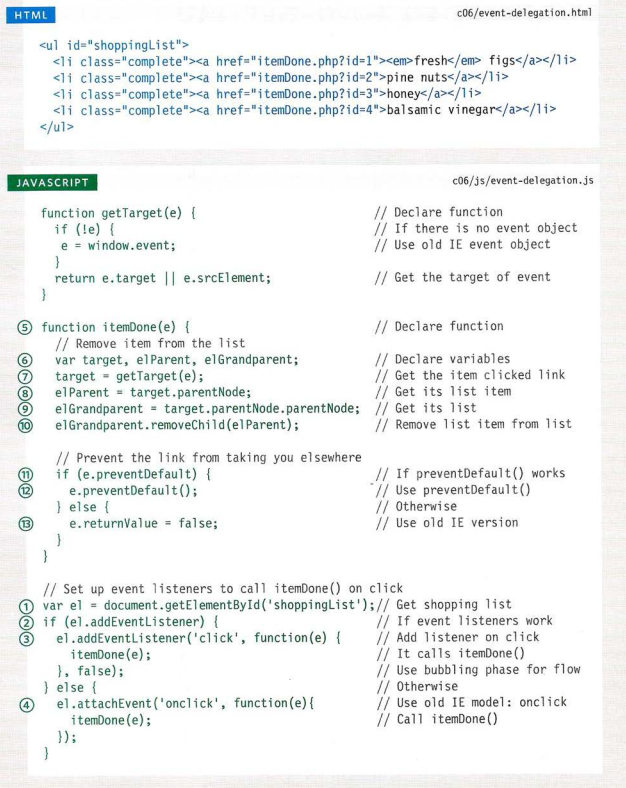 HTML c06/event-delegation.html
<ul id="shoppingList">
<li class="complete"><a href="itemDone.php?id=1"><em>fresh</em> figs</a></li>
<li class="complete"><a href="itemDone.php?id=2">pine nuts</a></li>
<li class="complete"><a href="itemDone.php?id=3">honey</a></li>
<li class="complete"><a href="itemDone.php?id=4">balsamic vinegar</a></li>
</ul>
JAVASCRIPT c06/js/event-delegation.js
function getTarget(e) { // Declare function
if (!e) { // If there is no event object
e = window.event; // Use old IE event object
}
return e.target || e.srcElement; // Get the target of event
}
⑤ function itemDone(e) { // Declare function
// Remove item from the list
⑥ var target, elParent, elGrandparent; // Declare variables
⑦ target = getTarget(e); // Get the item clicked link
⑧ elParent = target.parentNode; // Get its list item
⑨ elGrandparent = target.parentNode.parentNode; // Get its list
⑩ elGrandparent.removeChild(elParent); // Remove list item from list
// Prevent the link from taking you elsewhere
⑪ if (e.preventDefault) { // If preventDefault() works
⑫ e.preventDefault(); // Use preventDefault()
} else { // Otherwise
⑬ e.returnValue = false; // Use old IE version
}
}
// Set up event listeners to call itemDone() on click
① var el = document.getElementById('shoppingList');// Get shopping list
② if (el.addEventListener) { // If event listeners work
③ el.addEventListener('click', function(e) { // Add listener on click
itemDone(e); // It calls itemDone()
}, false); // Use bubbling phase for flow
} else { // Otherwise
④ el.attachEvent('onclick', function(e){ // Use old IE model: onclick
itemDone(e); // Call itemDone()
});
}